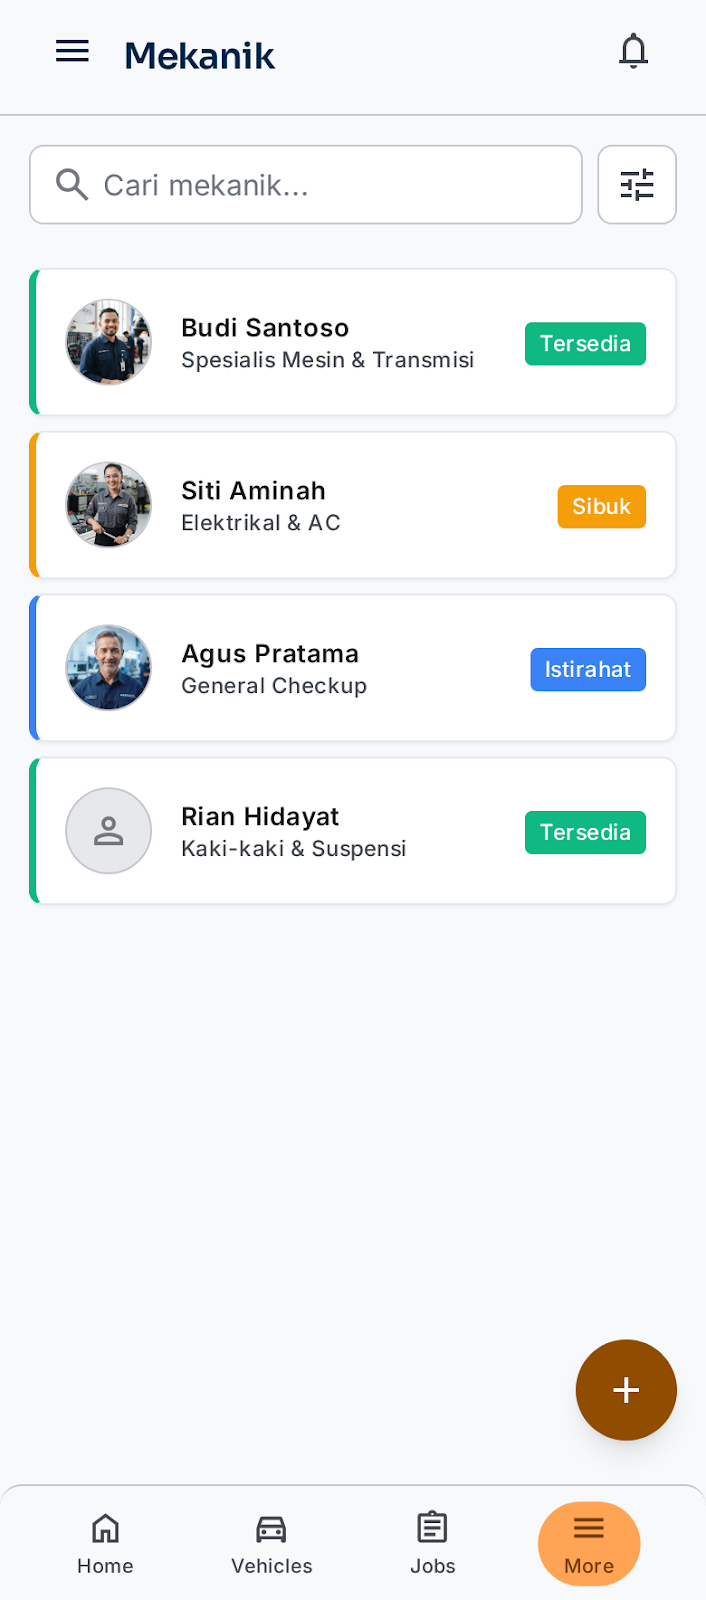 Mekanik
Cari mekanik...
Budi Santoso
Spesialis Mesin & Transmisi
Tersedia
Siti Aminah
Elektrikal & AC
Sibuk
Agus Pratama
General Checkup
Istirahat
Rian Hidayat
Kaki-kaki & Suspensi
Tersedia
Home
Vehicles
Jobs
More